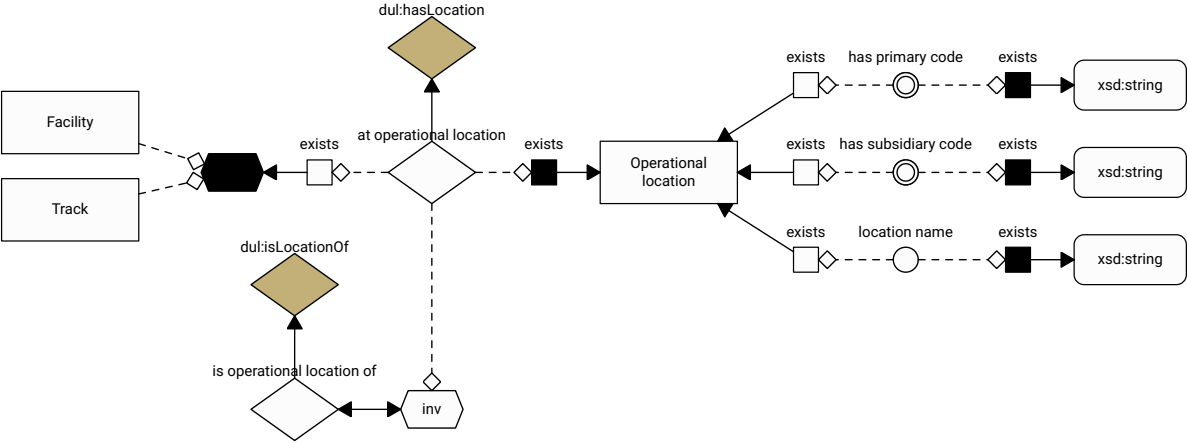 dul:hasLocation
exists
has primary code
exists
xsd:string
Facility
at operational location
exists
exists
Operational
location
exists
has subsidiary code
exists
xsd:string
Track
exists
location name
exists
xsd:string
dul:isLocationOf
is operational location of
inv